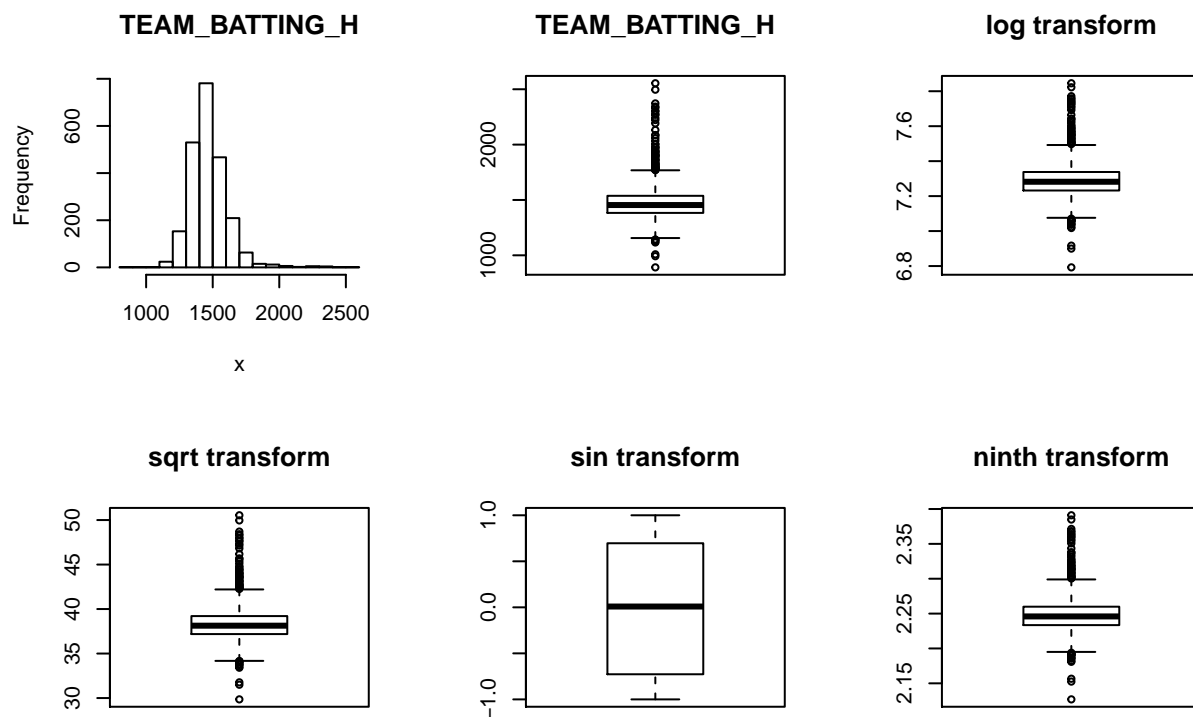 TEAM_BATTING_H
Frequency
0
200
600
1000
1500
2000
2500
x
TEAM_BATTING_H
1000
2000
log transform
6.8
7.2
7.6
sqrt transform
30
35
40
45
50
sin transform
−1.0
0.0
1.0
ninth transform
2.15
2.25
2.35